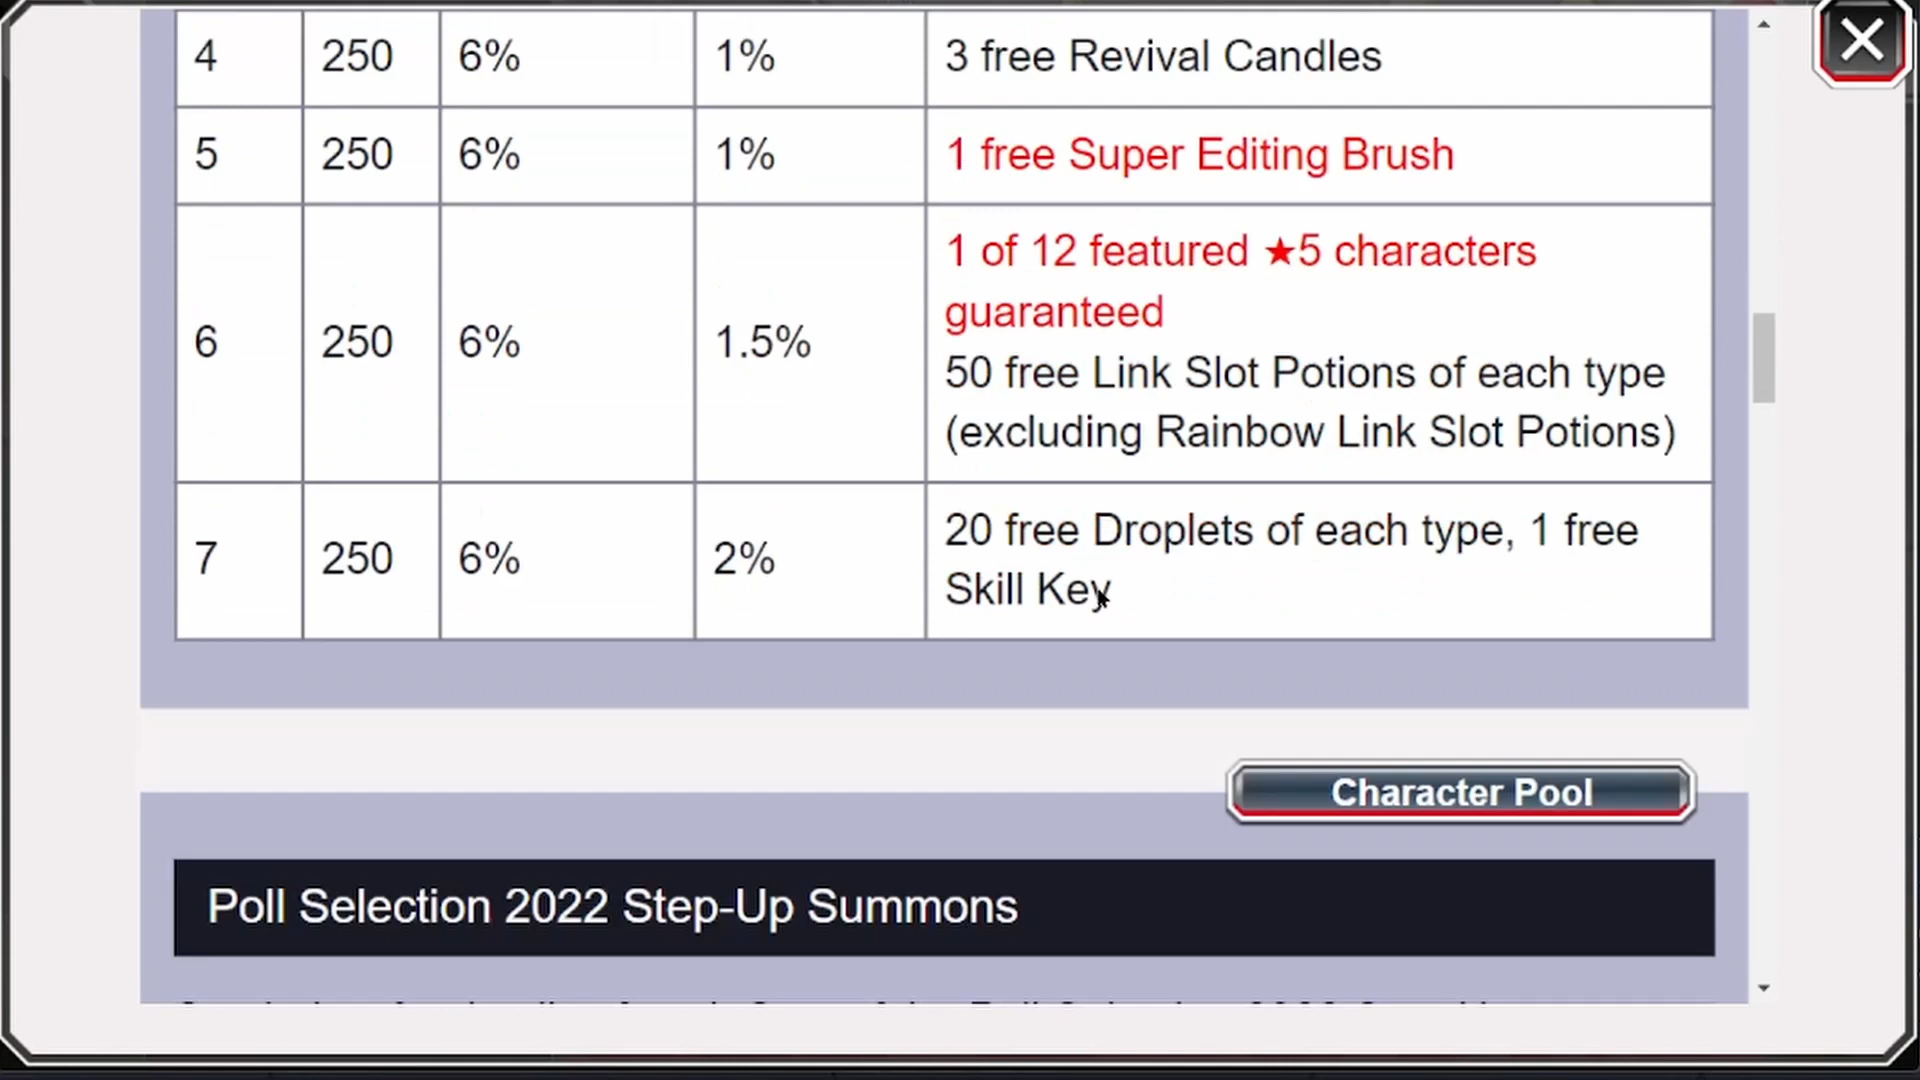 4 250 6% 1% 3 free Revival Candles
5 250 6% 1% 1 free Super Editing Brush
1 of 12 featured ★5 characters
guaranteed
6 250 6% 1.5% 50 free Link Slot Potions of each type
(excluding Rainbow Link Slot Potions)
7 250 6% 2% 20 free Droplets of each type, 1 free
Skill Key
Character Pool
Poll Selection 2022 Step-Up Summons